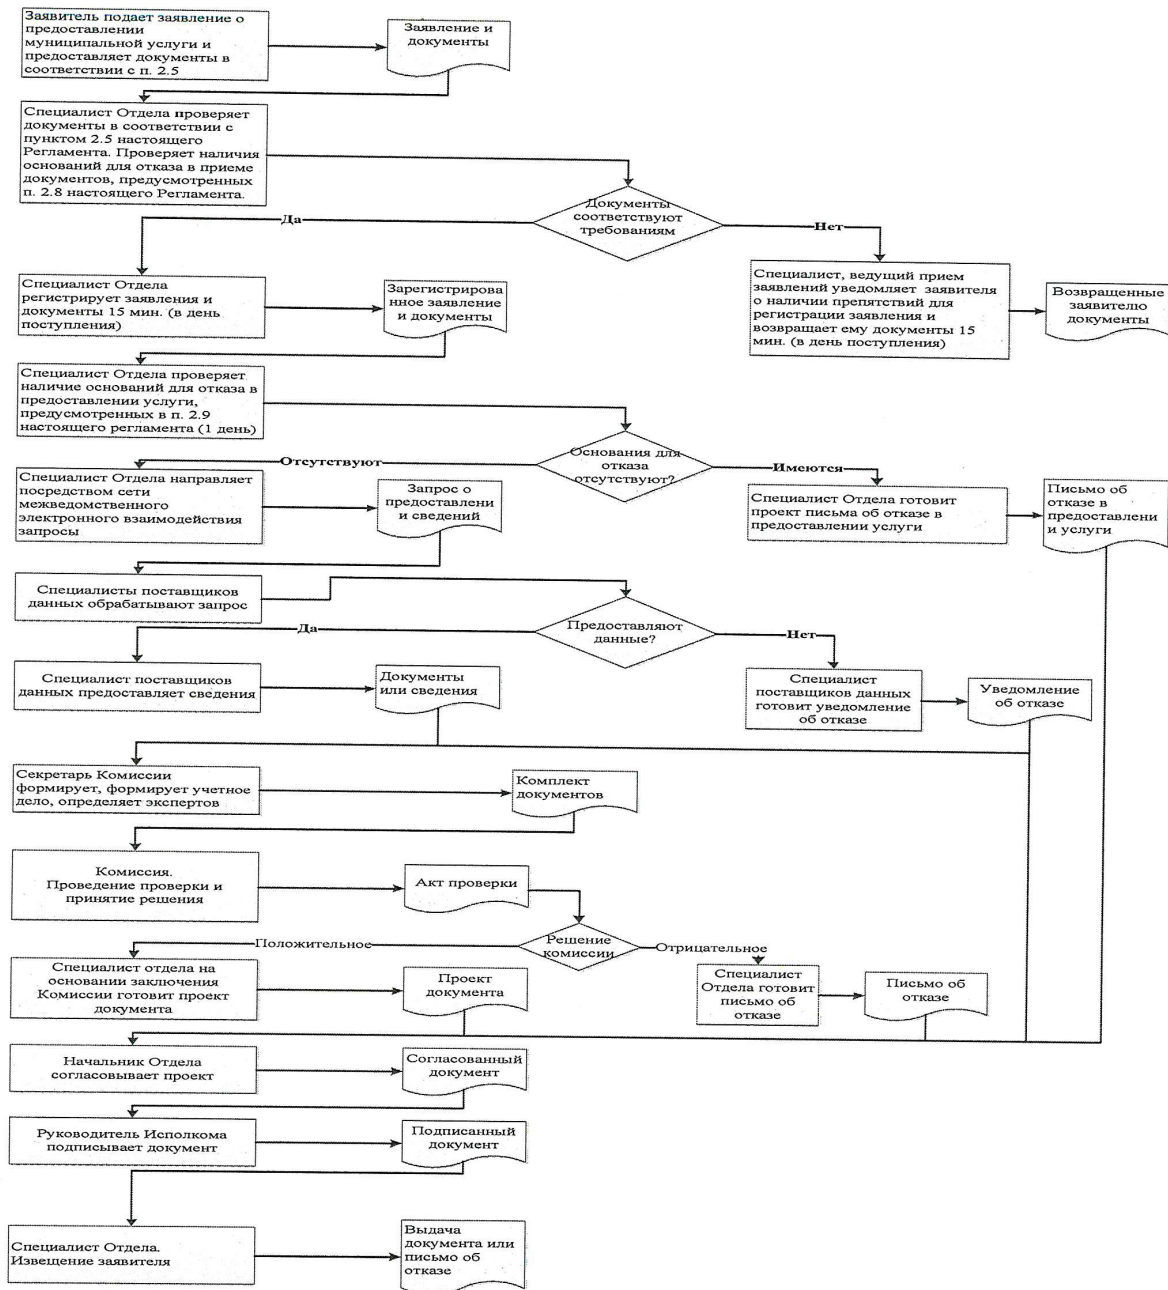 Заявитель подает заявление о
предоставлении
муниципальной услуги и
предоставляет документы в
соответствии с п. 2.5
Заявление и
документы
Специалист Отдела проверяет
документы в соответствии с
пунктом 2.5 настоящего
Регламента. Проверяет наличия
оснований для отказа в приеме
документов, предусмотренных
п. 2.8 настоящего Регламента.
Документы
соответствуют
требованиям
Да
Нет
Специалист Отдела
регистрирует заявления и
документы 15 мин. (в день
поступления)
Зарегистрирова
нное заявление
и документы
Специалист, ведущий прием
заявлений уведомляет заявителя
о наличии препятствий для
регистрации заявления и
возвращает ему документы 15
мин. (в день поступления)
Возвращенные
заявителю
документы
Специалист Отдела проверяет
наличие оснований для отказа в
предоставлении услуги,
предусмотренных в п. 2.9
настоящего регламента (1 день)
Основания для
отказа
отсутствуют?
Отсутствуют
Имеются
Специалист Отдела направляет
посредством сети
межведомственного
электронного взаимодействия
запросы
Запрос о
предоставлени
и сведений
Специалист Отдела готовит
проект письма об отказе в
предоставлении услуги
Письмо об
отказе в
предоставлени
и услуги
Специалисты поставщиков
данных обрабатывают запрос
Предоставляют
данные?
Да
Нет
Специалист поставщиков
данных предоставляет сведения
Документы
или сведения
Специалист
поставщиков данных
готовит уведомление
об отказе
Уведомление
об отказе
Секретарь Комиссии
формирует, формирует учетное
дело, определяет экспертов
Комплект
документов
Комиссия.
Проведение проверки и
принятие решения
Акт проверки
Решение
комиссии
Положительное
Отрицательное
Специалист отдела на
основании заключения
Комиссии готовит проект
документа
Проект
документа
Специалист
Отдела готовит
письмо об
отказе
Письмо об
отказе
Начальник Отдела
согласовывает проект
Согласованный
документ
Руководитель Исполкома
подписывает документ
Подписанный
документ
Специалист Отдела.
Извещение заявителя
Выдача
документа или
письмо об
отказе